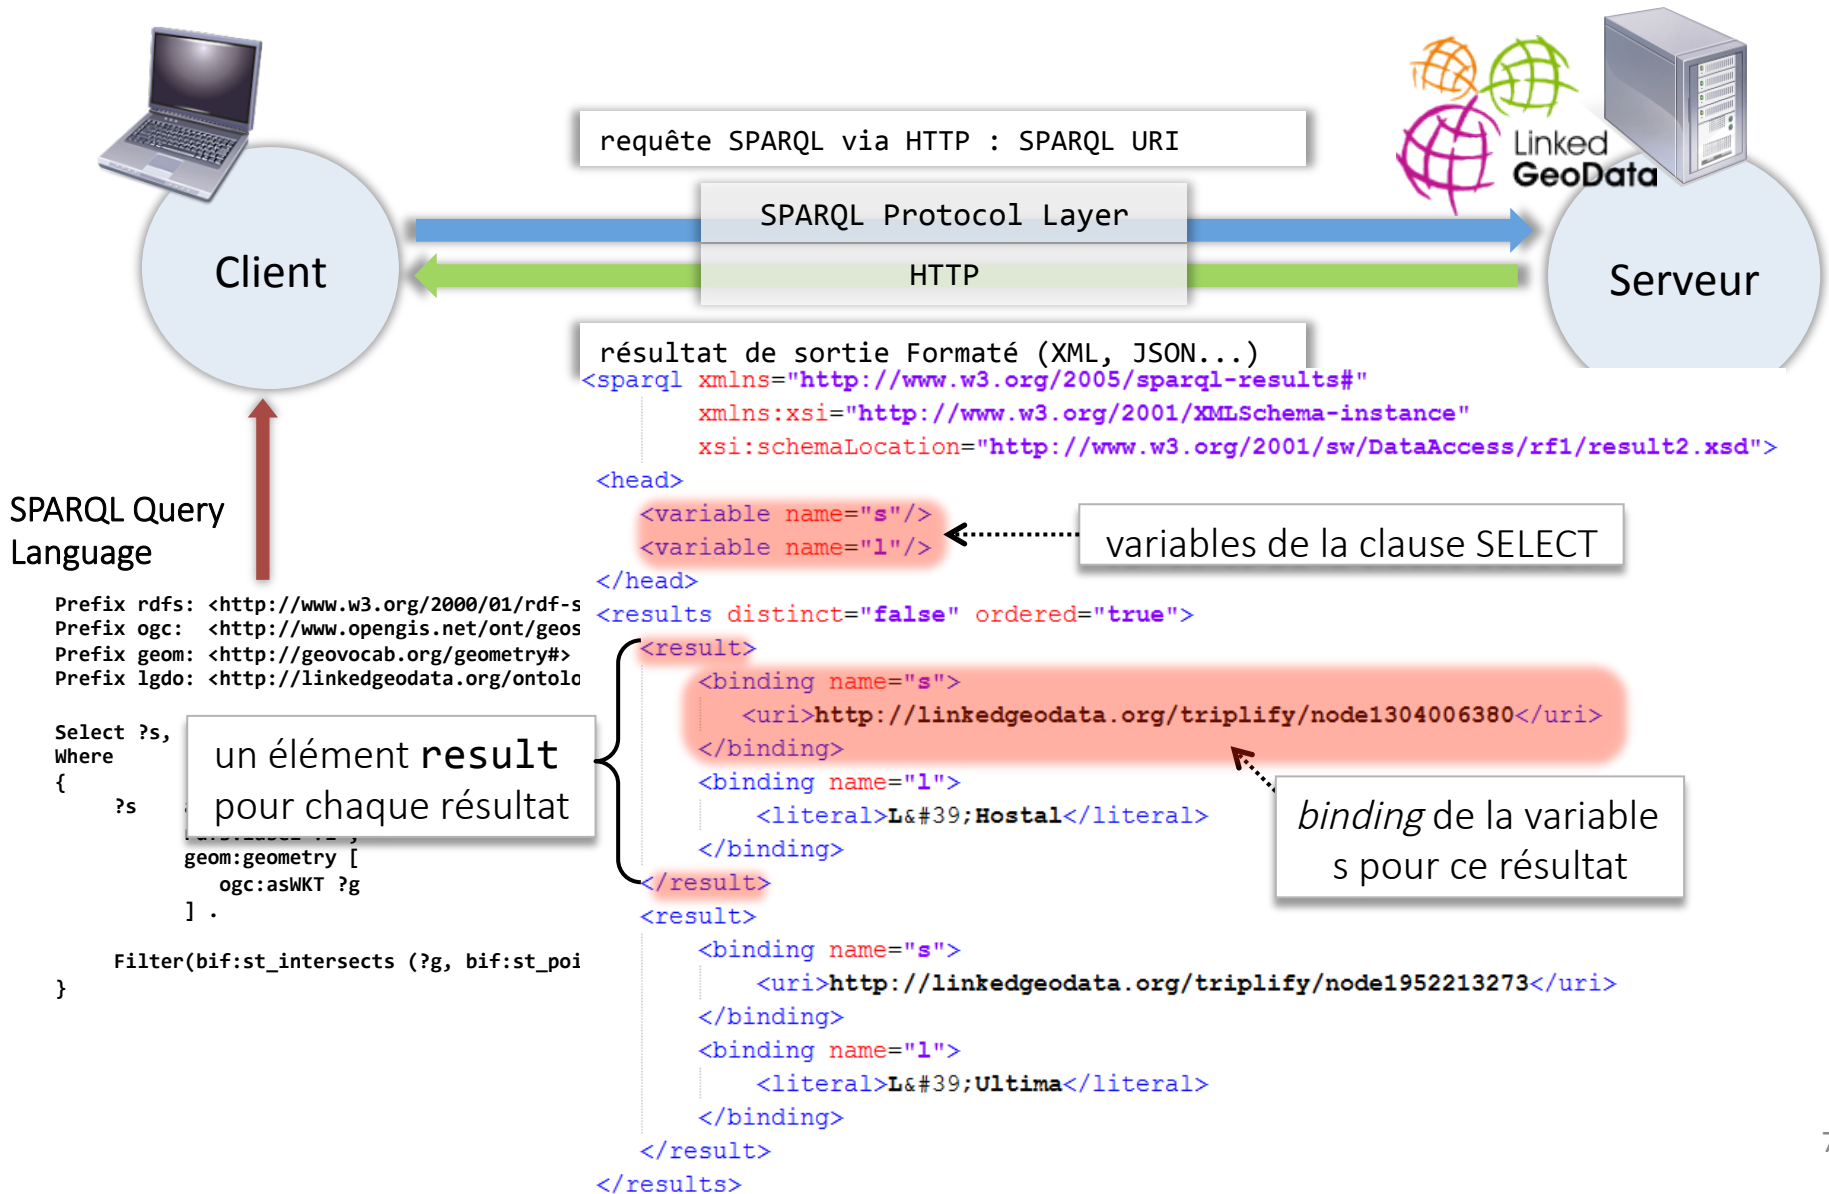 requête SPARQL via HTTP : SPARQL URI
Linked
GeoData
SPARQL Protocol Layer
HTTP
Client
Serveur
résultat de sortie Formaté (XML, JSON...)
<sparql xmlns="http://www.w3.org/2005/sparql-results#"
xmlns:xsi="http://www.w3.org/2001/XMLSchema-instance"
xsi:schemaLocation="http://www.w3.org/2001/sw/DataAccess/rf1/result2.xsd">
<head>
<variable name="s"/>
<variable name="l"/>
</head>
variables de la clause SELECT
<results distinct="false" ordered="true">
<result>
<binding name="s">
<uri>http://linkedgeodata.org/triplify/node1304006380</uri>
</binding>
<binding name="l">
<literal>L&#39;Hostal</literal>
</binding>
</result>
<result>
<binding name="s">
<uri>http://linkedgeodata.org/triplify/node1952213273</uri>
</binding>
<binding name="l">
<literal>L&#39;Ultima</literal>
</binding>
</result>
</results>
binding de la variable
s pour ce résultat
SPARQL Query
Language
Prefix rdfs: <http://www.w3.org/2000/01/rdf-s
Prefix ogc: <http://www.opengis.net/ont/geos
Prefix geom: <http://geovocab.org/geometry#>
Prefix lgdo: <http://linkedgeodata.org/ontolo
Select ?s,
Where
{
?s
geom:geometry [
ogc:asWKT ?g
] .
Filter(bif:st_intersects (?g, bif:st_poi
}
un élément result
pour chaque résultat